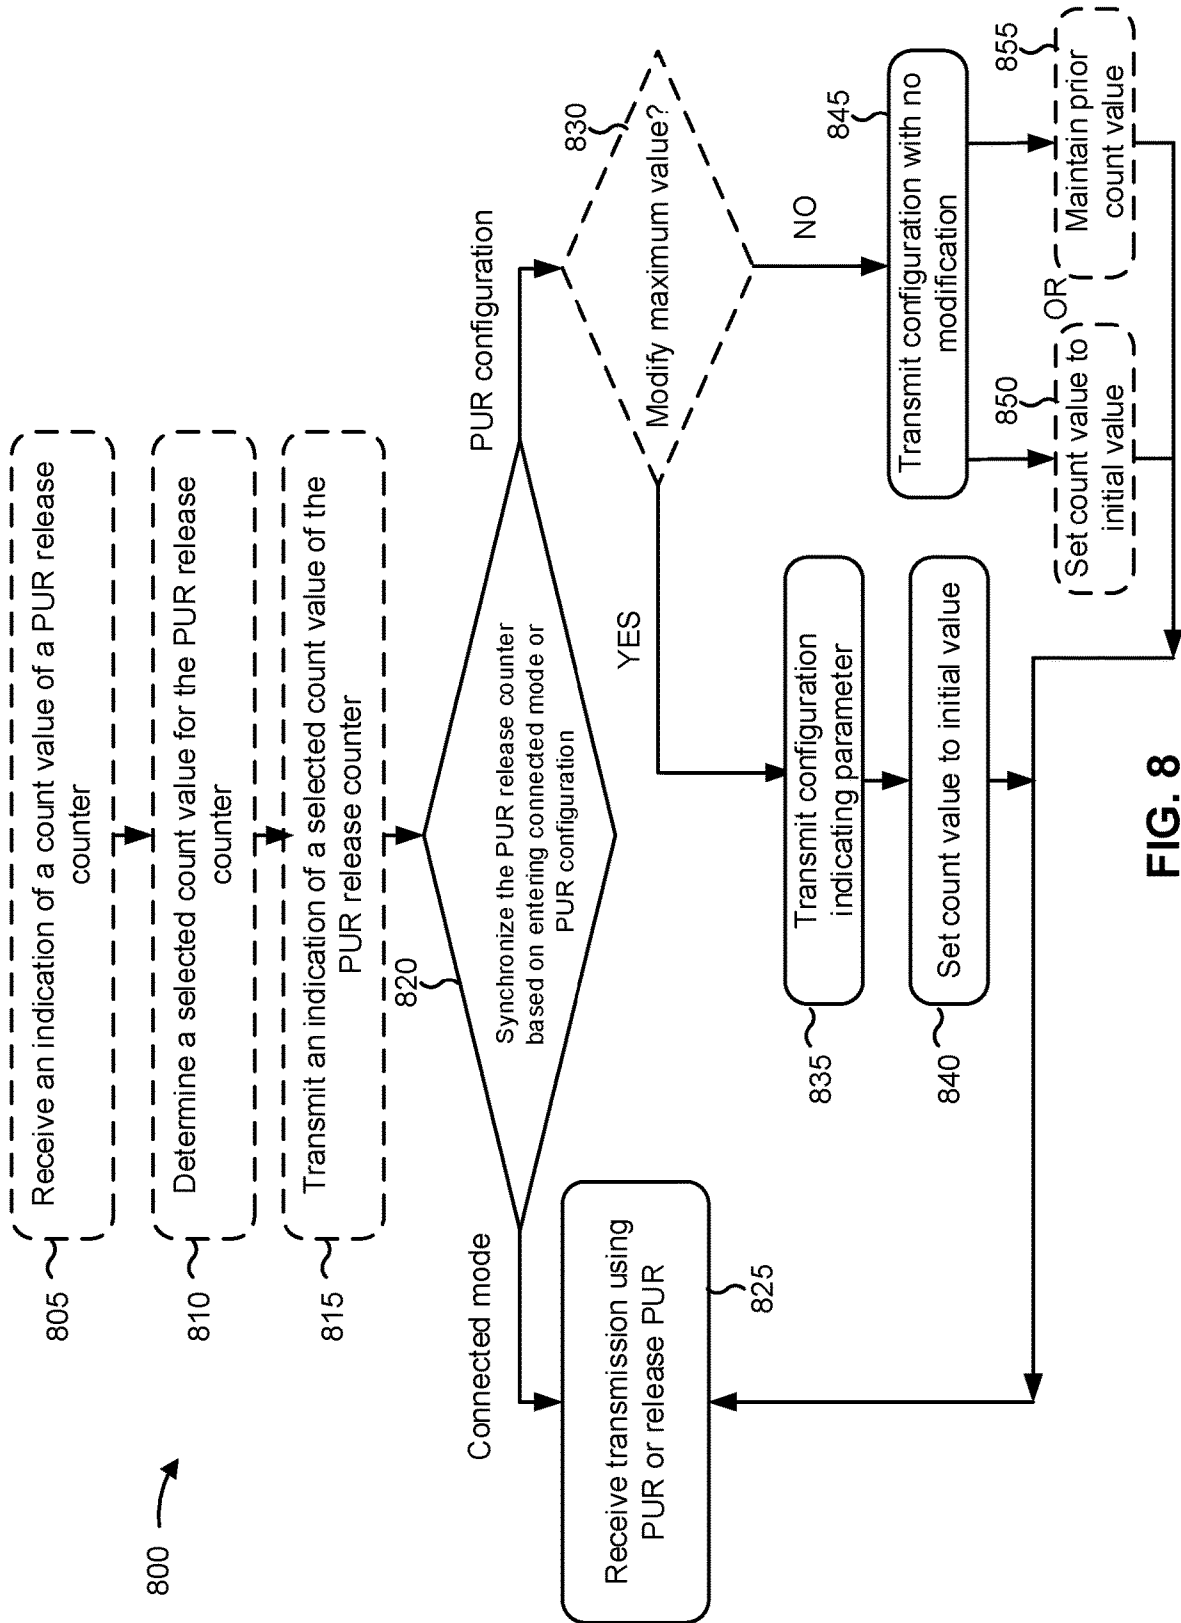 800
805
Receive an indication of a count value of a PUR release
counter
810
Determine a selected count value for the PUR release
counter
815
Transmit an indication of a selected count value of the
PUR release counter
820
Synchronize the PUR release counter
based on entering connected mode or
PUR configuration
Connected mode
PUR configuration
Receive transmission using
PUR or release PUR
825
830
Modify maximum value?
YES
NO
835
Transmit configuration
indicating parameter
840
Set count value to initial value
845
Transmit configuration with no
modification
850
Set count value to
initial value
OR
855
Maintain prior
count value
FIG. 8